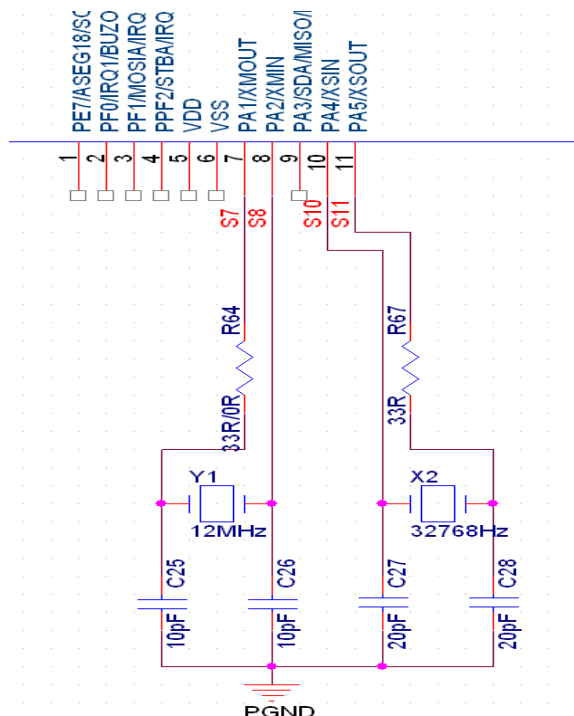 PE7/ASEG18/SC
PF0/IRQ1/BUZO
PF1/MOSIA/IRQ
PPF2/STBA/IRQ
VDD
VSS
PA1/XMOUT
PA2/XMIN
PA3/SDA/MISO/I
PA4/XSIN
PA5/XSOUT
1
2
3
4
5
6
7
8
9
10
11
S7
S8
S10
S11
R64
33R/0R
R67
33R
Y1
12MHz
X2
32768Hz
C25
10pF
C26
10pF
C27
20pF
C28
20pF
PGND